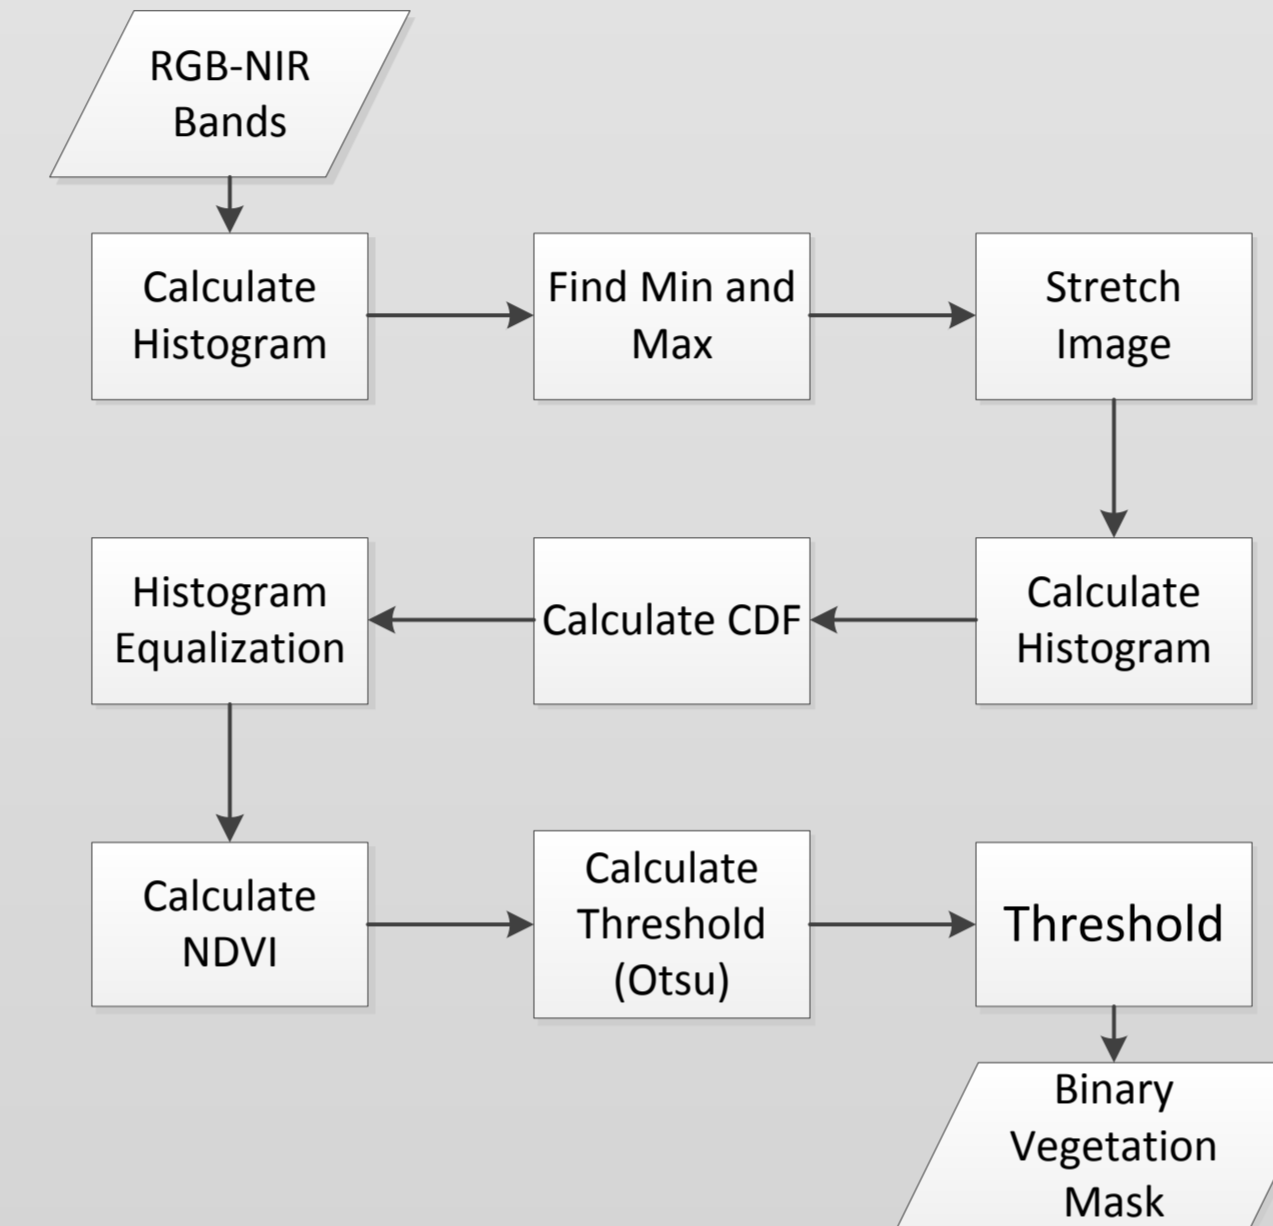 RGB-NIR
Bands
Calculate
Histogram
Find Min and
Max
Stretch
Image
Calculate
Histogram
Calculate CDF
Histogram
Equalization
Calculate
NDVI
Calculate
Threshold
(Otsu)
Threshold
Binary
Vegetation
Mask